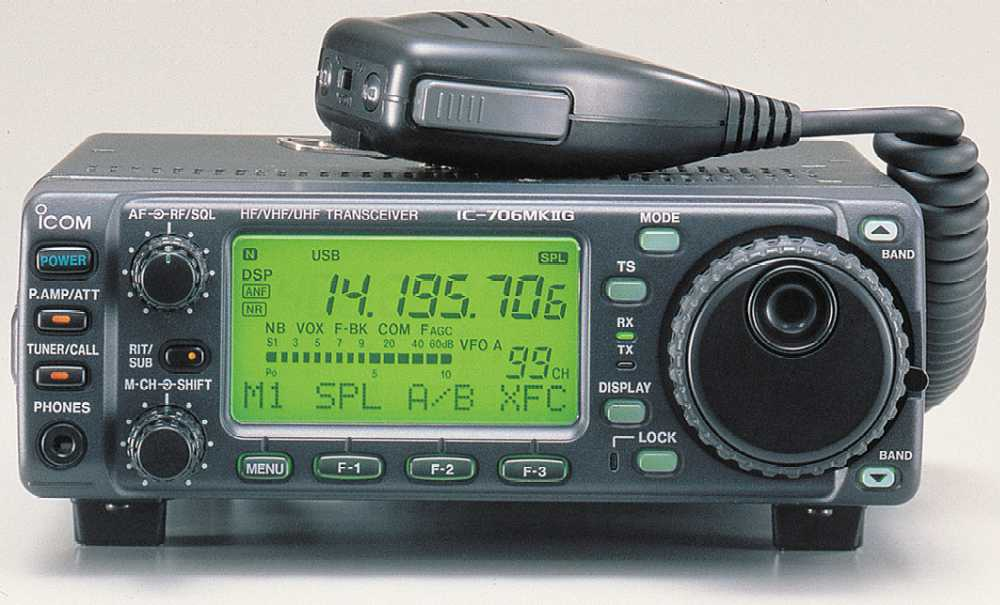 ICOM
AF RF/SQL
HF/VHF/UHF TRANSCEIVER
IC-706MKIIG
MODE
BAND
POWER
N
USB
SPL
TS
DSP
14.195.706
P.AMP/ATT
ANF
NR
RX
NB VOX F-BK COM FAGC
S1 3 5 7 9 20 40 60dB
VFO A
TX
TUNER/CALL
RIT/
SUB
99 CH
Po 5 10
M-CH SHIFT
DISPLAY
M1 SPL A/B XFC
PHONES
LOCK
BAND
MENU
F-1
F-2
F-3